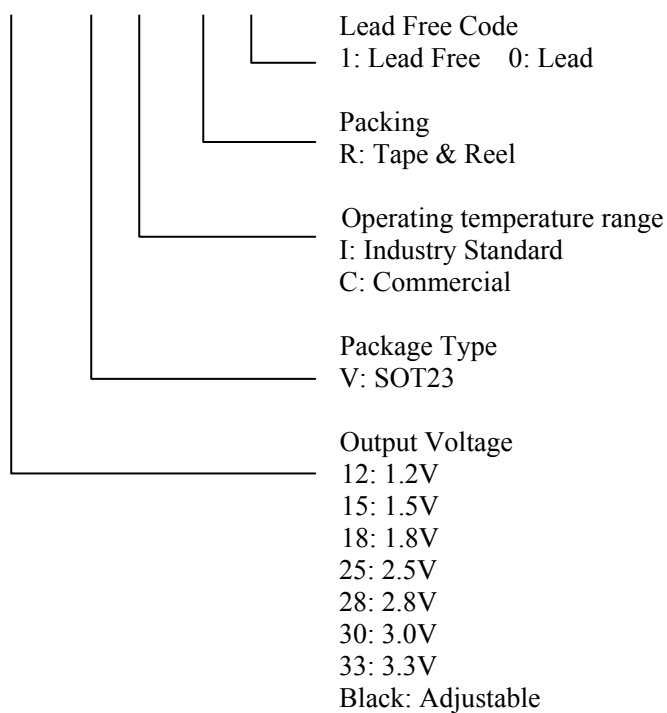 Lead Free Code
1: Lead Free 0: Lead
Packing
R: Tape & Reel
Operating temperature range
I: Industry Standard
C: Commercial
Package Type
V: SOT23
Output Voltage
12: 1.2V
15: 1.5V
18: 1.8V
25: 2.5V
28: 2.8V
30: 3.0V
33: 3.3V
Black: Adjustable